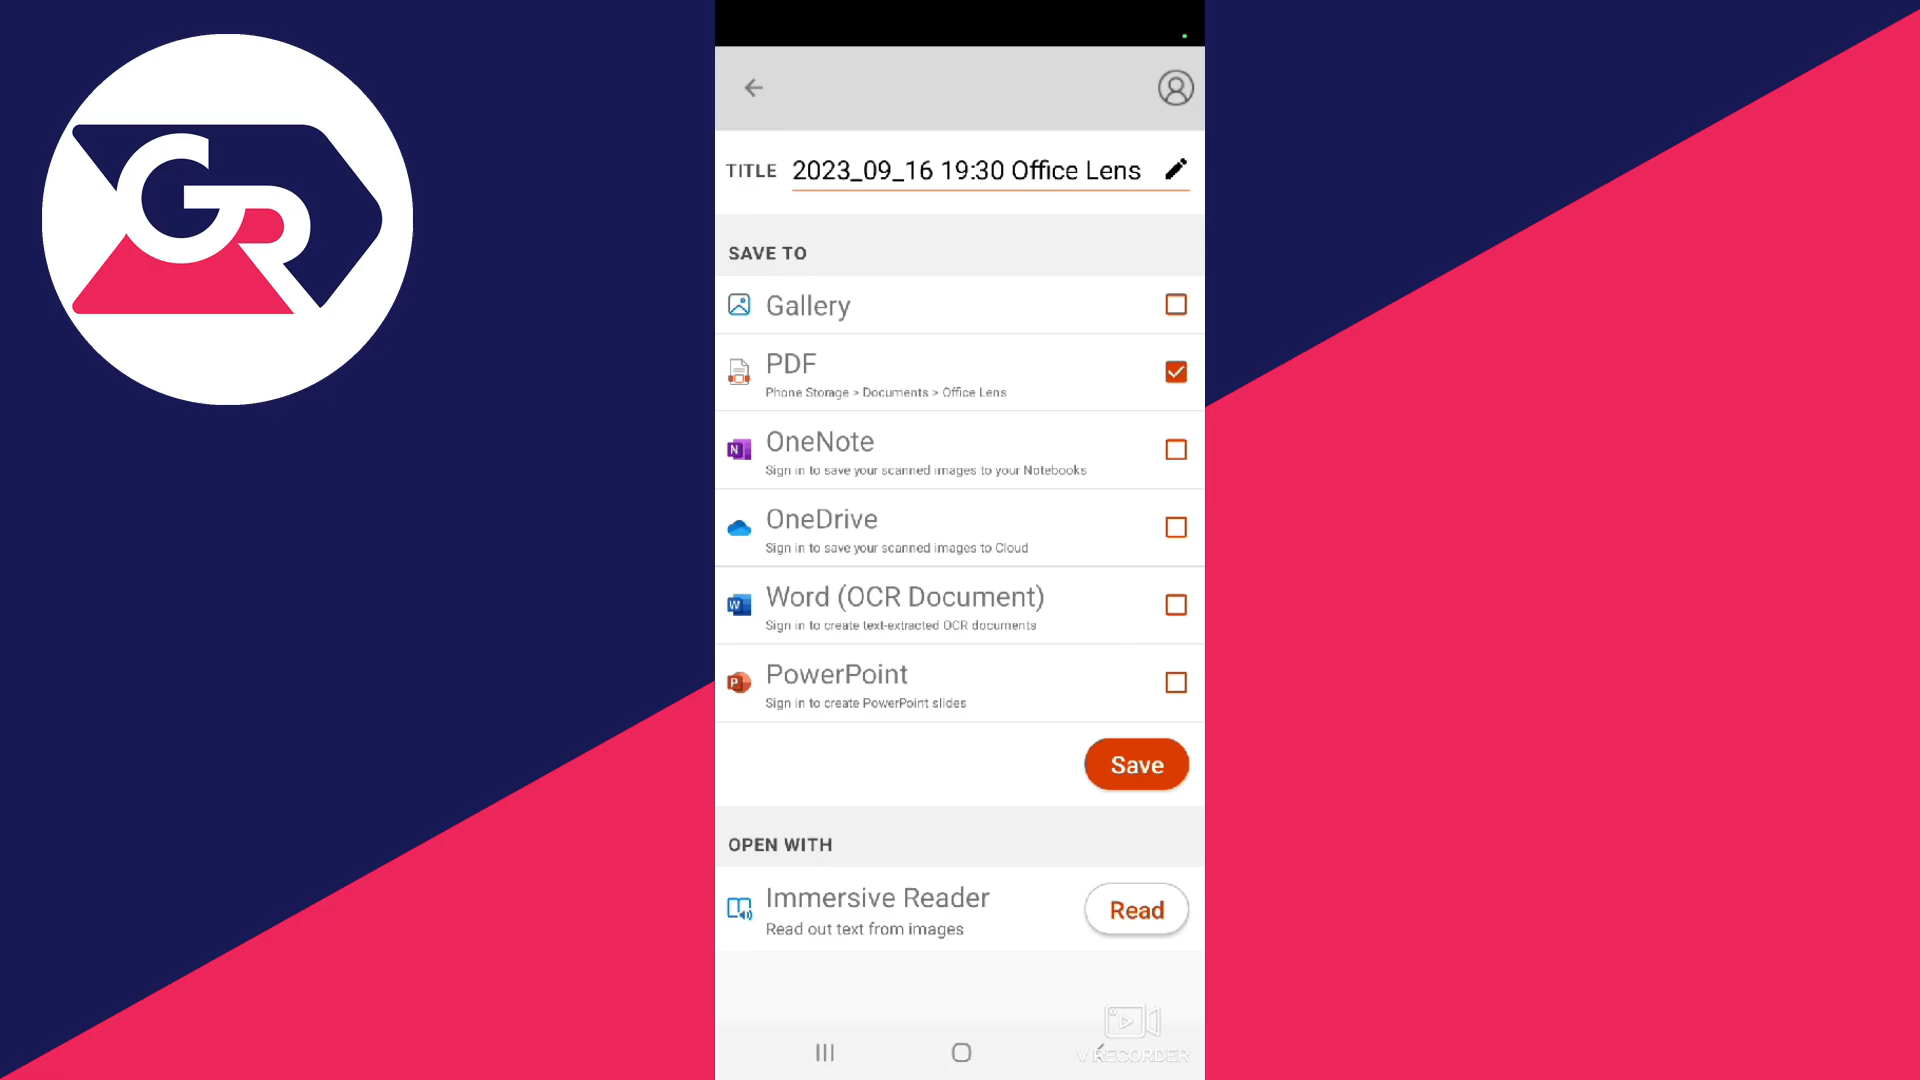 GR
TITLE 2023_09_16 19:30 Office Lens
SAVE TO
Gallery
PDF
Phone Storage > Documents > Office Lens
OneNote
Sign in to save your scanned images to your Notebooks
OneDrive
Sign in to save your scanned images to Cloud
Word (OCR Document)
Sign in to create text-extracted OCR documents
PowerPoint
Sign in to create PowerPoint slides
Save
OPEN WITH
Immersive Reader
Read out text from images
Read
V RECORDER